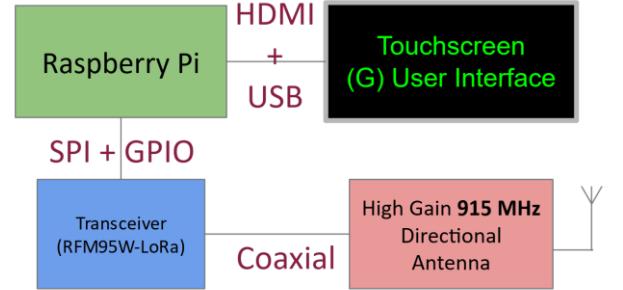 HDMI
+
USB
Raspberry Pi
Touchscreen
(G) User Interface
SPI + GPIO
Transceiver
(RFM95W-LoRa)
Coaxial
High Gain 915 MHz
Directional
Antenna